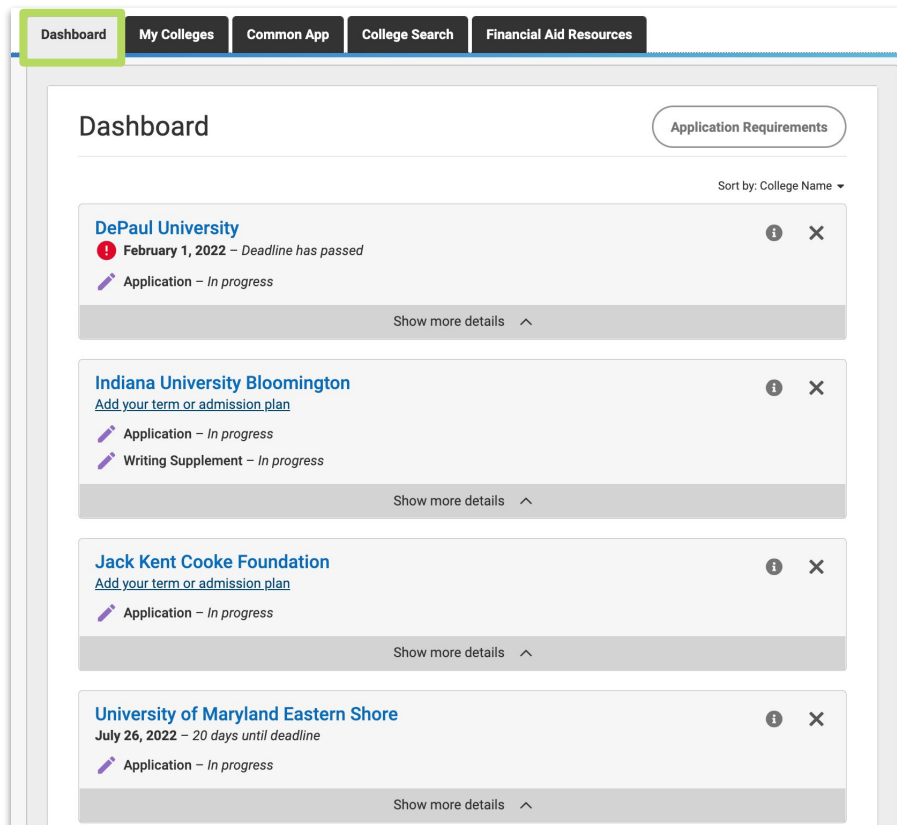 Dashboard My Colleges Common App College Search Financial Aid Resources
Dashboard
Application Requirements
Sort by: College Name
DePaul University
February 1, 2022 – Deadline has passed
Application – In progress
Show more details
Indiana University Bloomington
Add your term or admission plan
Application – In progress
Writing Supplement – In progress
Show more details
Jack Kent Cooke Foundation
Add your term or admission plan
Application – In progress
Show more details
University of Maryland Eastern Shore
July 26, 2022 – 20 days until deadline
Application – In progress
Show more details